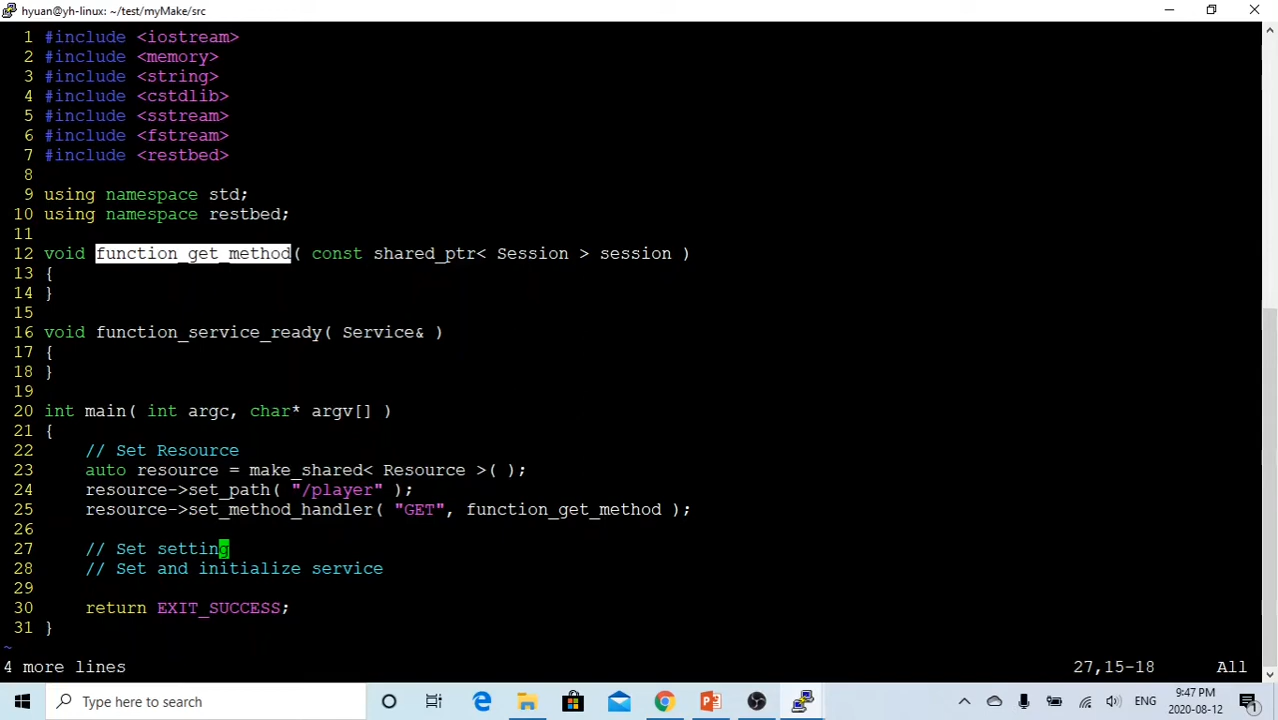 hyuan@yh-linux: ~/test/myMake/src
1 #include <iostream>
2 #include <memory>
3 #include <string>
4 #include <cstdlib>
5 #include <sstream>
6 #include <fstream>
7 #include <restbed>
8
9 using namespace std;
10 using namespace restbed;
11
12 void function_get_method( const shared_ptr< Session > session )
13 {
14 }
15
16 void function_service_ready( Service& )
17 {
18 }
19
20 int main( int argc, char* argv[] )
21 {
22     // Set Resource
23     auto resource = make_shared< Resource >( );
24     resource->set_path( "/player" );
25     resource->set_method_handler( "GET", function_get_method );
26
27     // Set setting
28     // Set and initialize service
29
30     return EXIT_SUCCESS;
31 }
~
4 more lines 27,15-18 All
Type here to search ENG 9:47 PM
2020-08-12 1